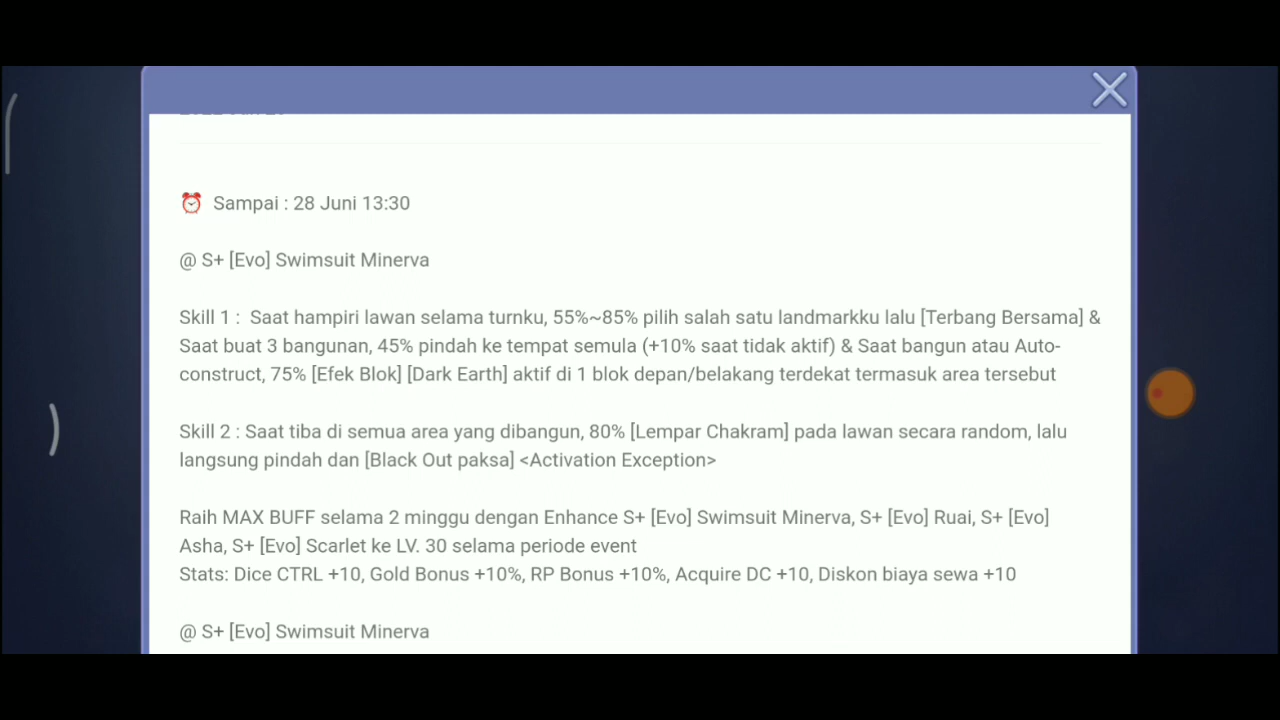 Sampai : 28 Juni 13:30
@ S+ [Evo] Swimsuit Minerva
Skill 1 :  Saat hampiri lawan selama turnku, 55%~85% pilih salah satu landmarkku lalu [Terbang Bersama] &
Saat buat 3 bangunan, 45% pindah ke tempat semula (+10% saat tidak aktif) & Saat bangun atau Auto-
construct, 75% [Efek Blok] [Dark Earth] aktif di 1 blok depan/belakang terdekat termasuk area tersebut
Skill 2 : Saat tiba di semua area yang dibangun, 80% [Lempar Chakram] pada lawan secara random, lalu
langsung pindah dan [Black Out paksa] <Activation Exception>
Raih MAX BUFF selama 2 minggu dengan Enhance S+ [Evo] Swimsuit Minerva, S+ [Evo] Ruai, S+ [Evo]
Asha, S+ [Evo] Scarlet ke LV. 30 selama periode event
Stats: Dice CTRL +10, Gold Bonus +10%, RP Bonus +10%, Acquire DC +10, Diskon biaya sewa +10
@ S+ [Evo] Swimsuit Minerva